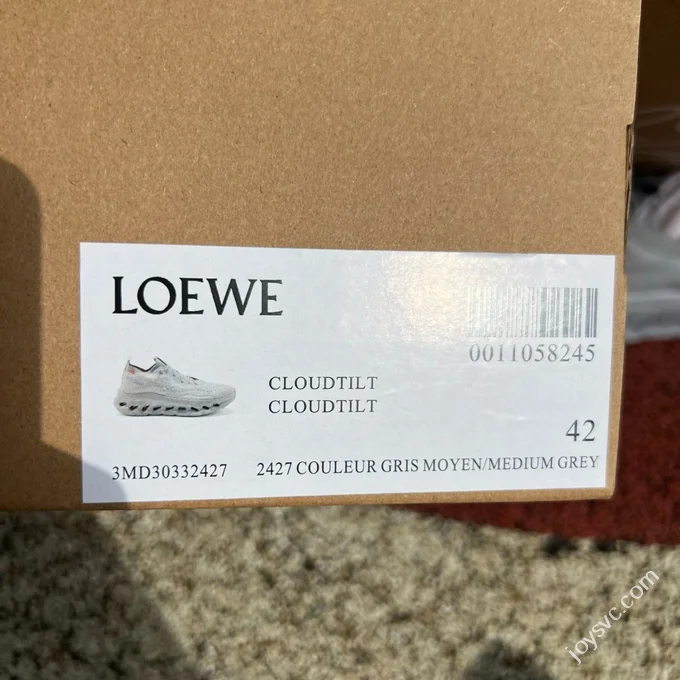 LOEWE
0011058245
CLOUDTILT
CLOUDTILT
42
3MD30332427 2427 COULEUR GRIS MOYEN/MEDIUM GREY
joysvc.com